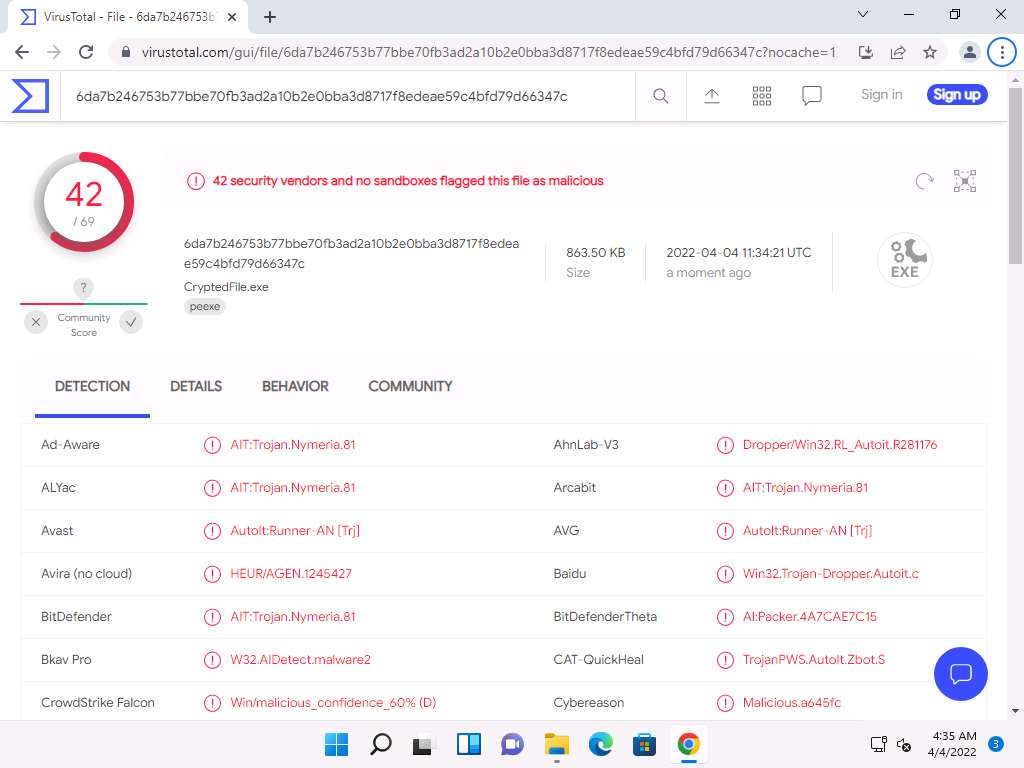 VirusTotal - File - 6da7b246753b
virustotal.com/gui/file/6da7b246753b77bbe70fb3ad2a10b2e0bba3d8717f8edeae59c4bfd79d66347c?nocache=1
6da7b246753b77bbe70fb3ad2a10b2e0bba3d8717f8edeae59c4bfd79d66347c
Sign in
Sign up
42
/ 69
42 security vendors and no sandboxes flagged this file as malicious
6da7b246753b77bbe70fb3ad2a10b2e0bba3d8717f8edea
e59c4bfd79d66347c
CryptedFile.exe
peexe
863.50 KB
Size
2022-04-04 11:34:21 UTC
a moment ago
EXE
?
Community
Score
DETECTION DETAILS BEHAVIOR COMMUNITY
Ad-Aware AIT:Trojan.Nymeria.81 AhnLab-V3 Dropper/Win32.RL_Autoit.R281176
ALYac AIT:Trojan.Nymeria.81 Arcabit AIT:Trojan.Nymeria.81
Avast AutoIt:Runner-AN [Trj] AVG AutoIt:Runner-AN [Trj]
Avira (no cloud) HEUR/AGEN.1245427 Baidu Win32.Trojan-Dropper.Autoit.c
BitDefender AIT:Trojan.Nymeria.81 BitDefenderTheta AI:Packer.4A7CAE7C15
Bkav Pro W32.AIDetect.malware2 CAT-QuickHeal TrojanPWS.AutoIt.Zbot.S
CrowdStrike Falcon Win/malicious_confidence_60% (D) Cybereason Malicious.a645fc
4:35 AM
4/4/2022
3